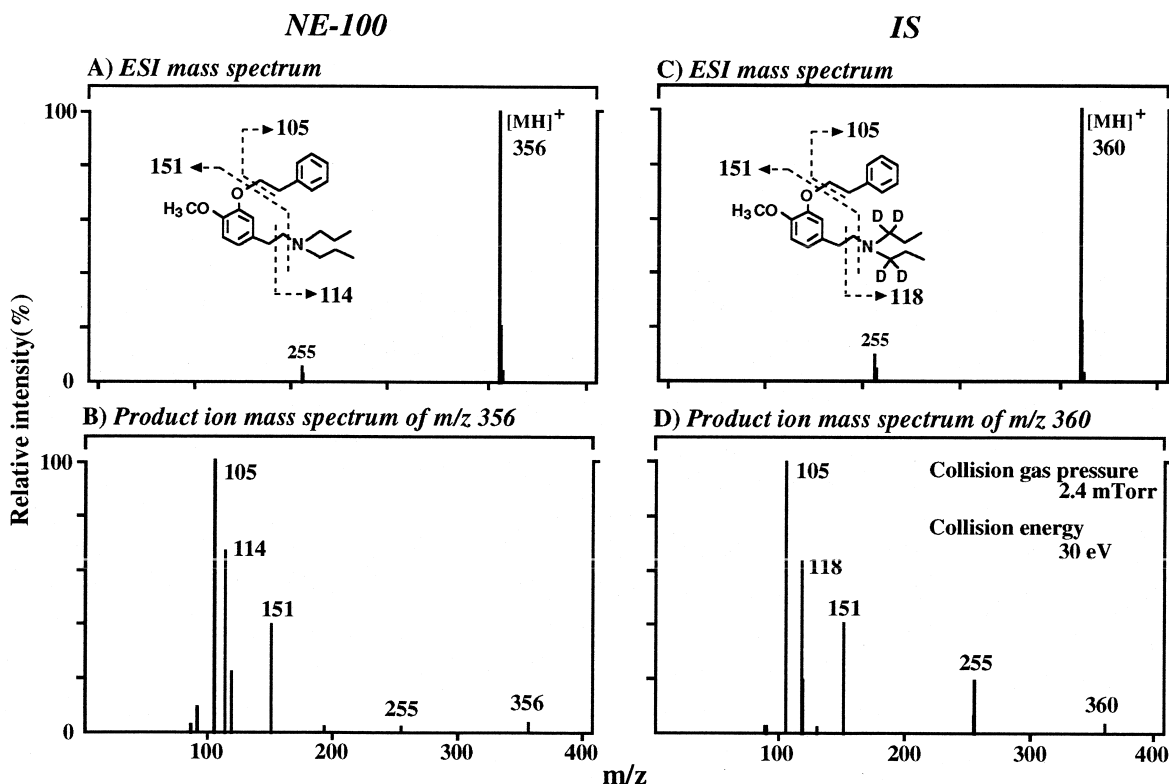 NE-100
IS
A) ESI mass spectrum
C) ESI mass spectrum
100
105
151
O
H₃CO
N
114
[MH]⁺
356
255
0
105
151
O
H₃CO
D D
N
D D
118
[MH]⁺
360
255
Relative intensity(%)
B) Product ion mass spectrum of m/z 356
D) Product ion mass spectrum of m/z 360
100
105
114
151
255
356
0
100
200
300
400
105
118
151
255
360
Collision gas pressure
2.4 mTorr
Collision energy
30 eV
100
200
300
400
m/z